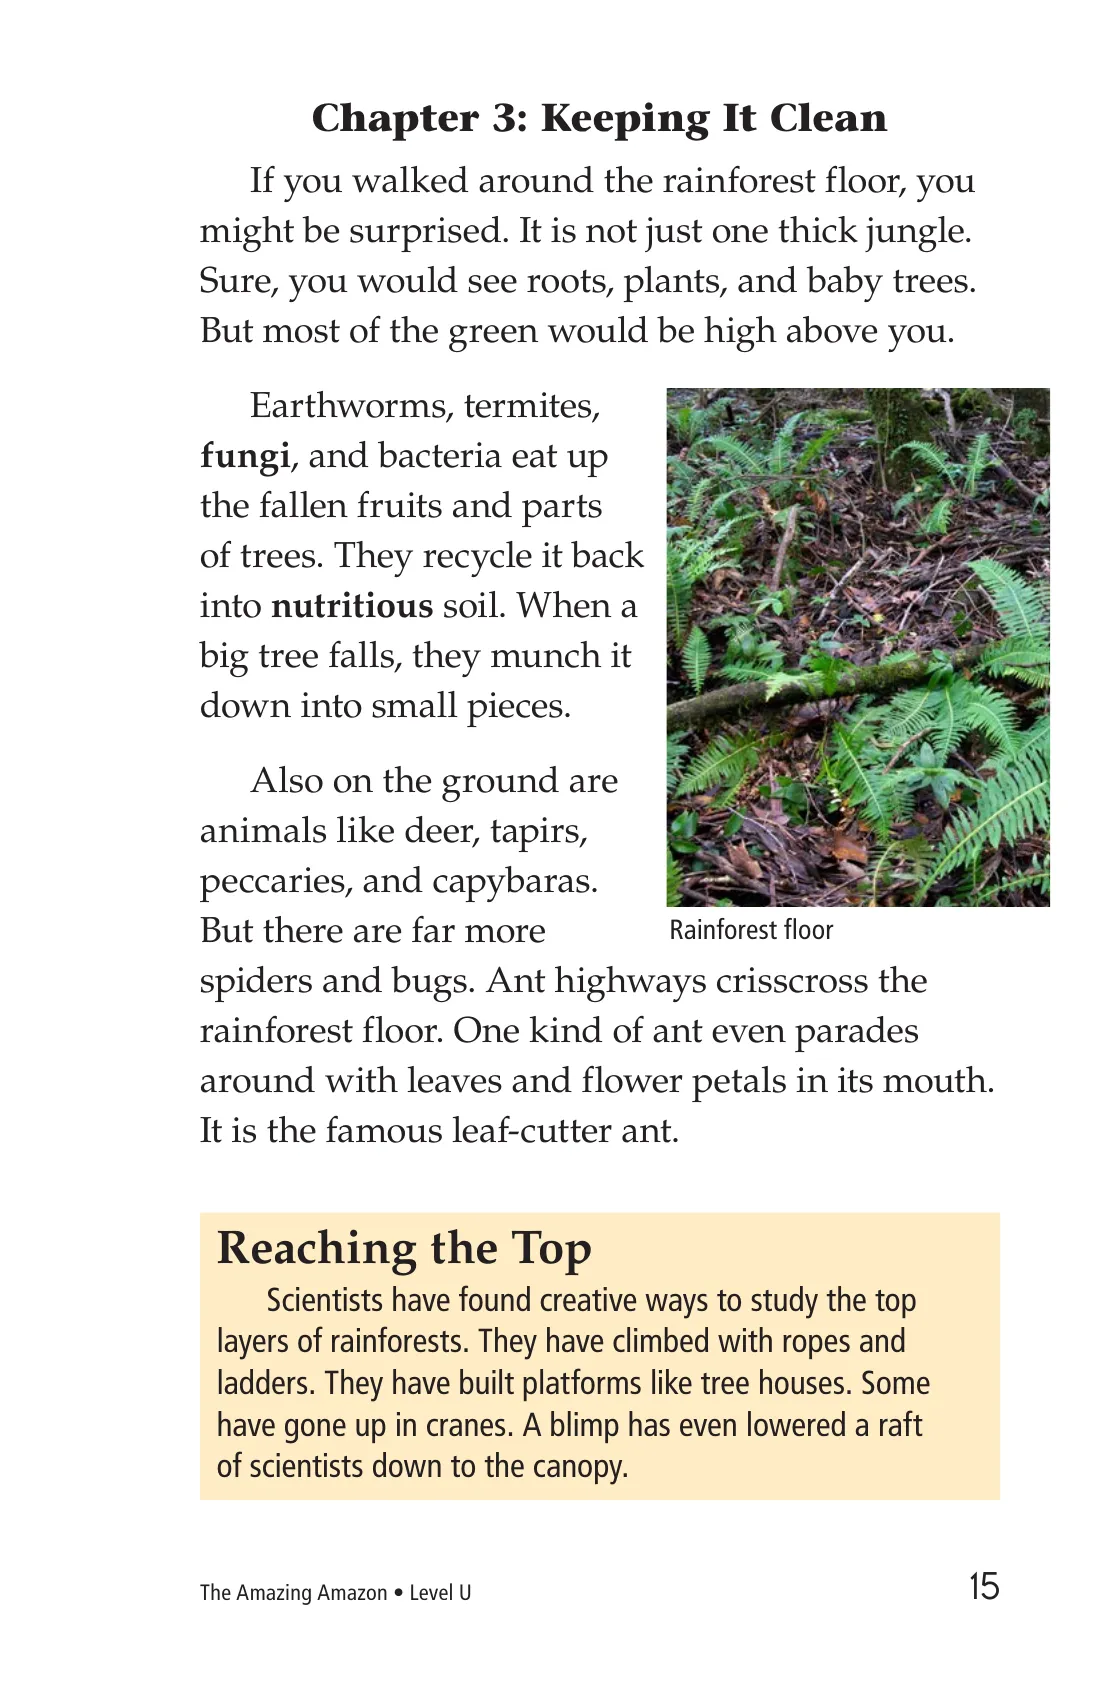 Chapter 3: Keeping It Clean
If you walked around the rainforest floor, you
might be surprised. It is not just one thick jungle.
Sure, you would see roots, plants, and baby trees.
But most of the green would be high above you.
Earthworms, termites,
fungi, and bacteria eat up
the fallen fruits and parts
of trees. They recycle it back
into nutritious soil. When a
big tree falls, they munch it
down into small pieces.
Also on the ground are
animals like deer, tapirs,
peccaries, and capybaras.
But there are far more
spiders and bugs. Ant highways crisscross the
rainforest floor. One kind of ant even parades
around with leaves and flower petals in its mouth.
It is the famous leaf-cutter ant.
Rainforest floor
Reaching the Top
Scientists have found creative ways to study the top
layers of rainforests. They have climbed with ropes and
ladders. They have built platforms like tree houses. Some
have gone up in cranes. A blimp has even lowered a raft
of scientists down to the canopy.
The Amazing Amazon • Level U
15